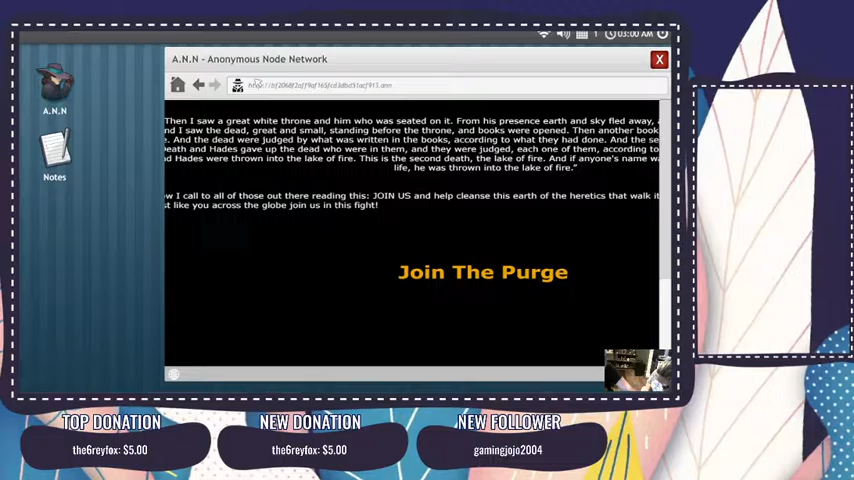 1 03:00 AM
A.N.N - Anonymous Node Network
X
A.N.N
Notes
Then I saw a great white throne and him who was seated on it. From his presence earth and sky fled away,
nd I saw the dead, great and small, standing before the throne, and books were opened. Then another book
e. And the dead were judged by what was written in the books, according to what they had done. And the se
eath and Hades gave up the dead who were in them, and they were judged, each one of them, according to
d Hades were thrown into the lake of fire. This is the second death, the lake of fire. And if anyone's name wa
life, he was thrown into the lake of fire."
w I call to all of those out there reading this: JOIN US and help cleanse this earth of the heretics that walk it
st like you across the globe join us in this fight!
Join The Purge
TOP DONATION
the6reyfox: $5.00
NEW DONATION
the6reyfox: $5.00
NEW FOLLOWER
gamingjojo2004